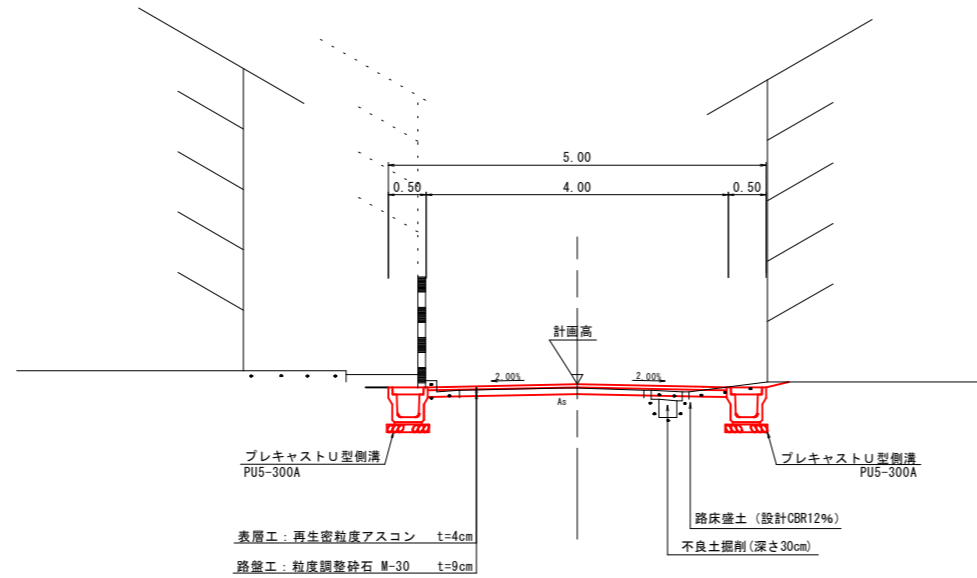 5.00
0.50 4.00 0.50
計画高
2.00% 2.00%
As
プレキャストU型側溝
PU5-300A
プレキャストU型側溝
PU5-300A
路床盛土 (設計CBR12%)
表層工:再生密粒度アスコン t=4cm
不良土掘削(深さ30cm)
路盤工:粒度調整砕石 M-30 t=9cm